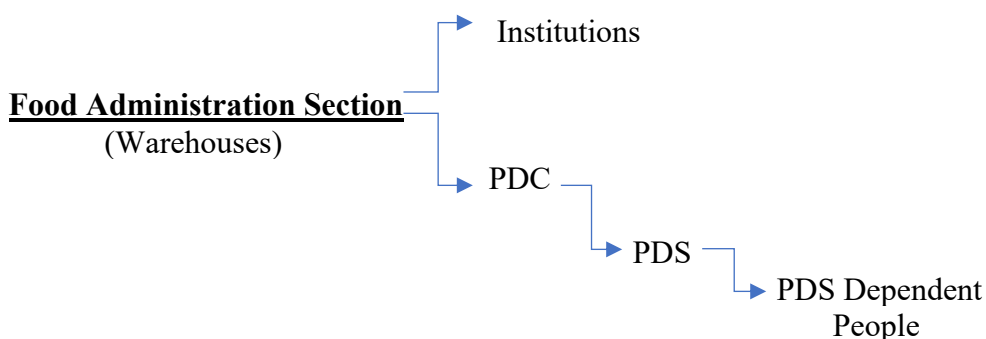 Institutions
Food Administration Section
(Warehouses)
PDC
PDS
PDS Dependent
People